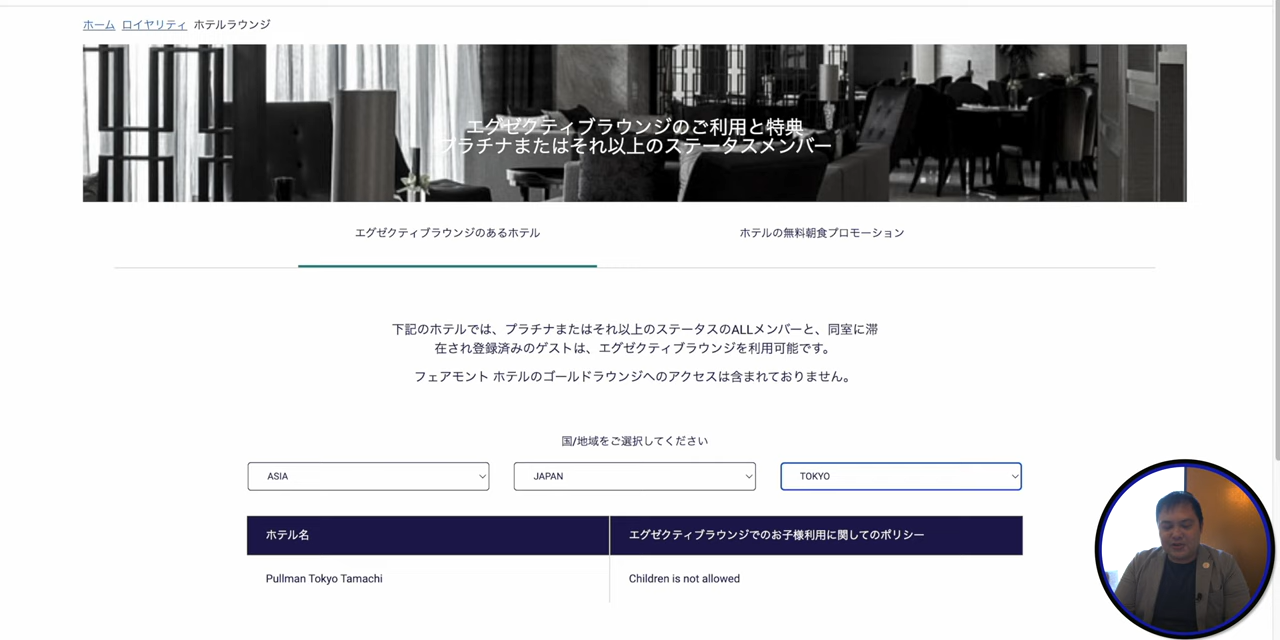 ホーム ロイヤリティ ホテルラウンジ
エグゼクティブラウンジのご利用と特典
プラチナまたはそれ以上のステータスメンバー
エグゼクティブラウンジのあるホテル ホテルの無料朝食プロモーション
下記のホテルでは、プラチナまたはそれ以上のステータスのALLメンバーと、同室に滞
在され登録済みのゲストは、エグゼクティブラウンジを利用可能です。
フェアモント ホテルのゴールドラウンジへのアクセスは含まれておりません。
国/地域をご選択してください
ASIA JAPAN TOKYO
ホテル名 エグゼクティブラウンジでのお子様利用に関してのポリシー
Pullman Tokyo Tamachi Children is not allowed